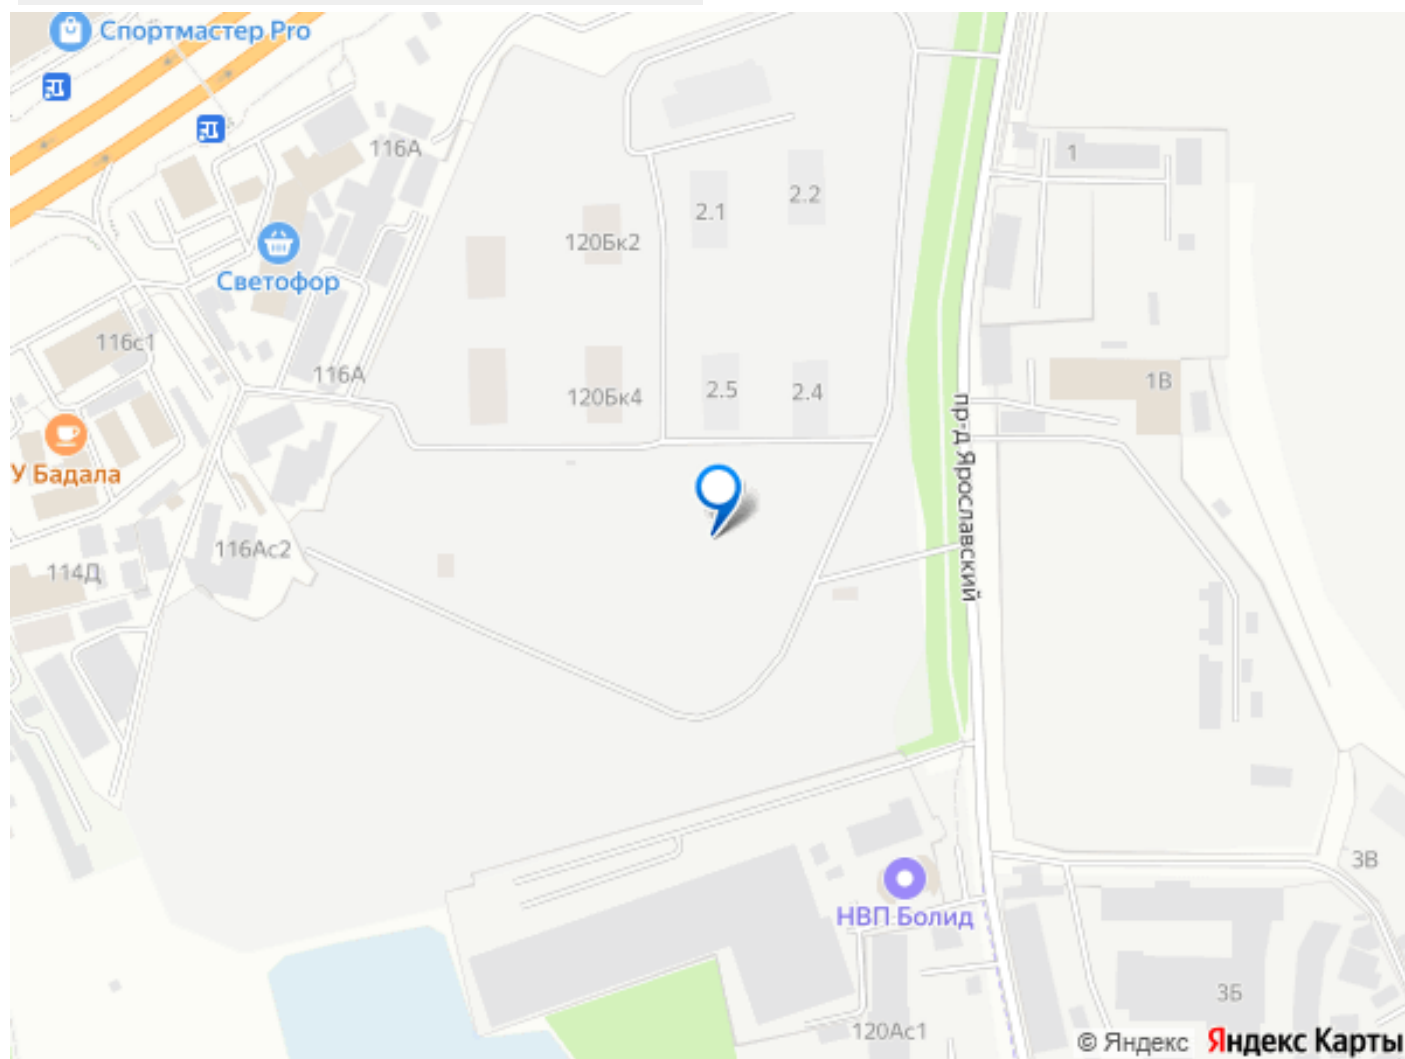 Спортмастер Pro
116А
1
2.2
2.1
120Бк2
Светофор
116с1
116А
120Бк4
2.5
2.4
1В
У Бадала
пр-д Ярославский
116Ас2
114Д
3В
НВП Болид
3Б
120Ас1
© Яндекс Яндекс Карты